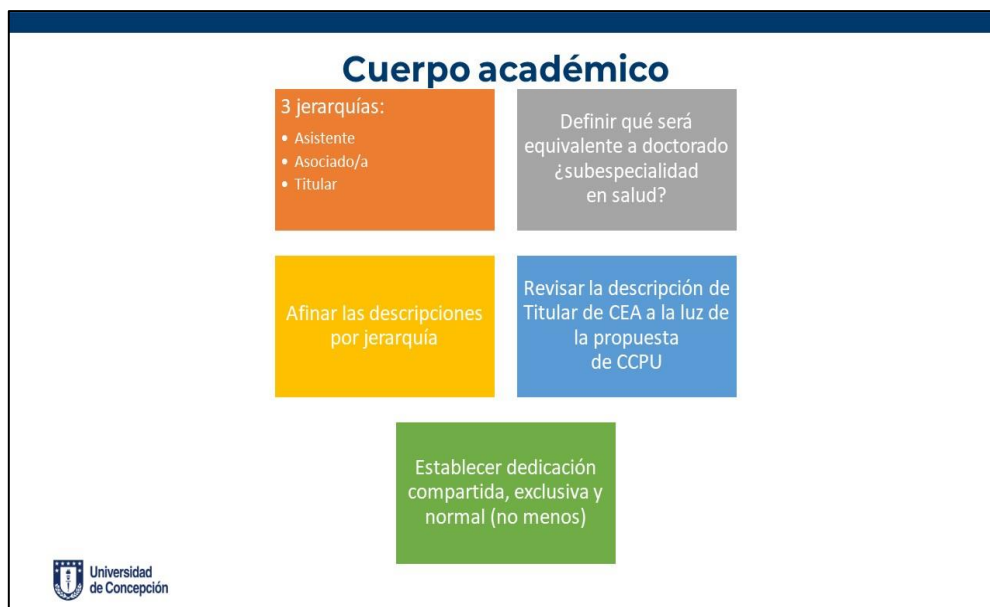 Cuerpo académico
3 jerarquías:
• Asistente
• Asociado/a
• Titular
Definir qué será
equivalente a doctorado
¿subespecialidad
en salud?
Afinar las descripciones
por jerarquía
Revisar la descripción de
Titular de CEA a la luz de
la propuesta
de CCPU
Establecer dedicación
compartida, exclusiva y
normal (no menos)
Universidad
de Concepción